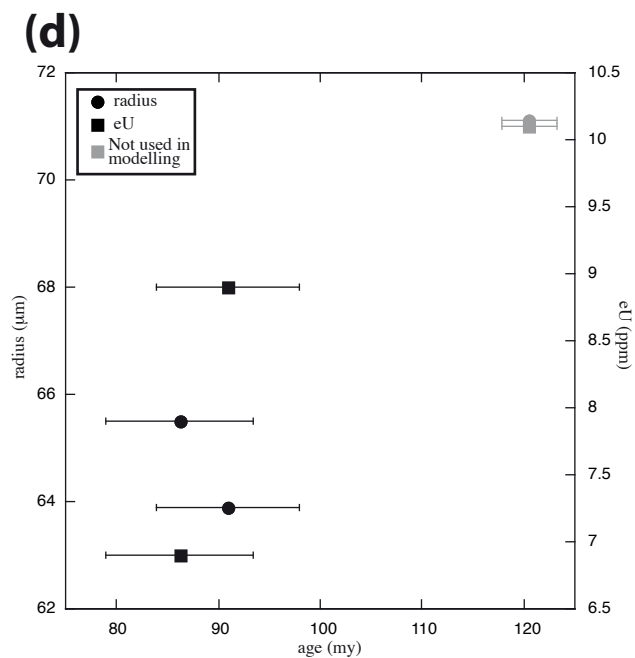 (d)
72
70
68
66
64
62
radius (μm)
radius
eU
Not used in
modelling
10.5
10
9.5
9
8.5
8
7.5
7
6.5
eU (ppm)
80
90
100
110
120
age (my)